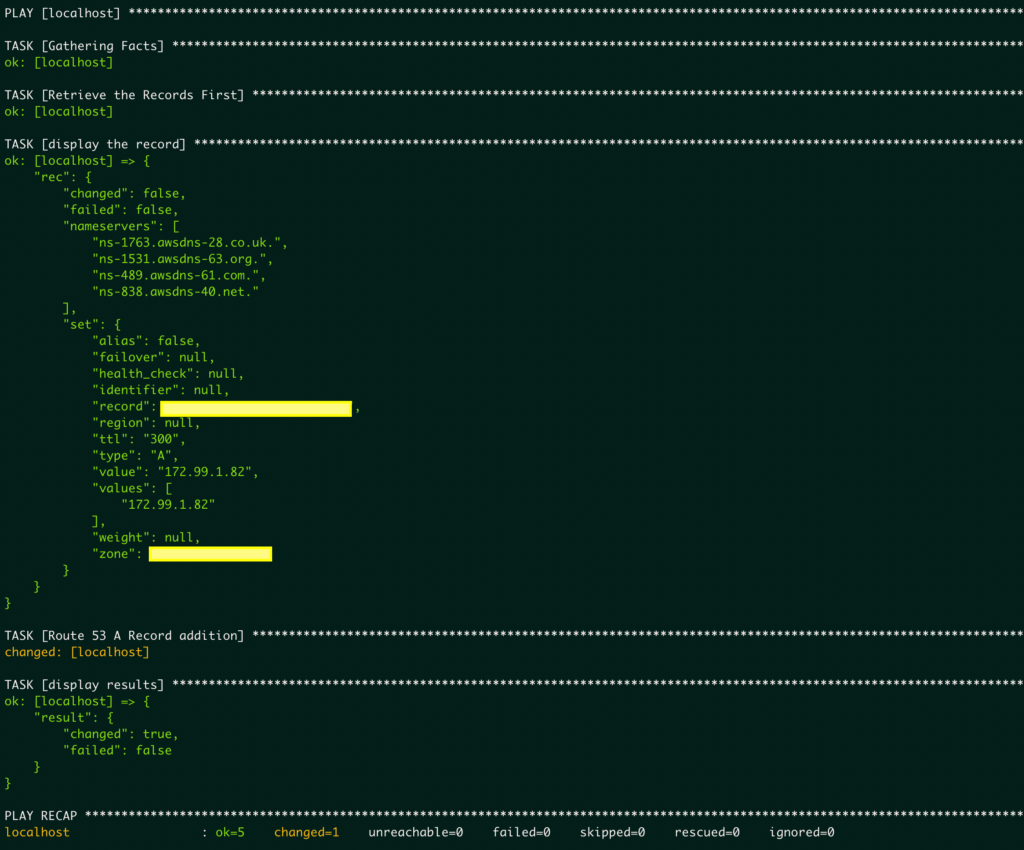 PLAY [localhost] ***************************************************************************************************************************
TASK [Gathering Facts] *********************************************************************************************************************
ok: [localhost]
TASK [Retrieve the Records First] **********************************************************************************************************
ok: [localhost]
TASK [display the record] ******************************************************************************************************************
ok: [localhost] => {
    "rec": {
        "changed": false,
        "failed": false,
        "nameservers": [
            "ns-1763.awsdns-28.co.uk.",
            "ns-1531.awsdns-63.org.",
            "ns-489.awsdns-61.com.",
            "ns-838.awsdns-40.net."
        ],
        "set": {
            "alias": false,
            "failover": null,
            "health_check": null,
            "identifier": null,
            "record": ,
            "region": null,
            "ttl": "300",
            "type": "A",
            "value": "172.99.1.82",
            "values": [
                "172.99.1.82"
            ],
            "weight": null,
            "zone":
        }
    }
}
TASK [Route 53 A Record addition] **********************************************************************************************************
changed: [localhost]
TASK [display results] *********************************************************************************************************************
ok: [localhost] => {
    "result": {
        "changed": true,
        "failed": false
    }
}
PLAY RECAP *********************************************************************************************************************************
localhost                  : ok=5    changed=1    unreachable=0    failed=0    skipped=0    rescued=0    ignored=0